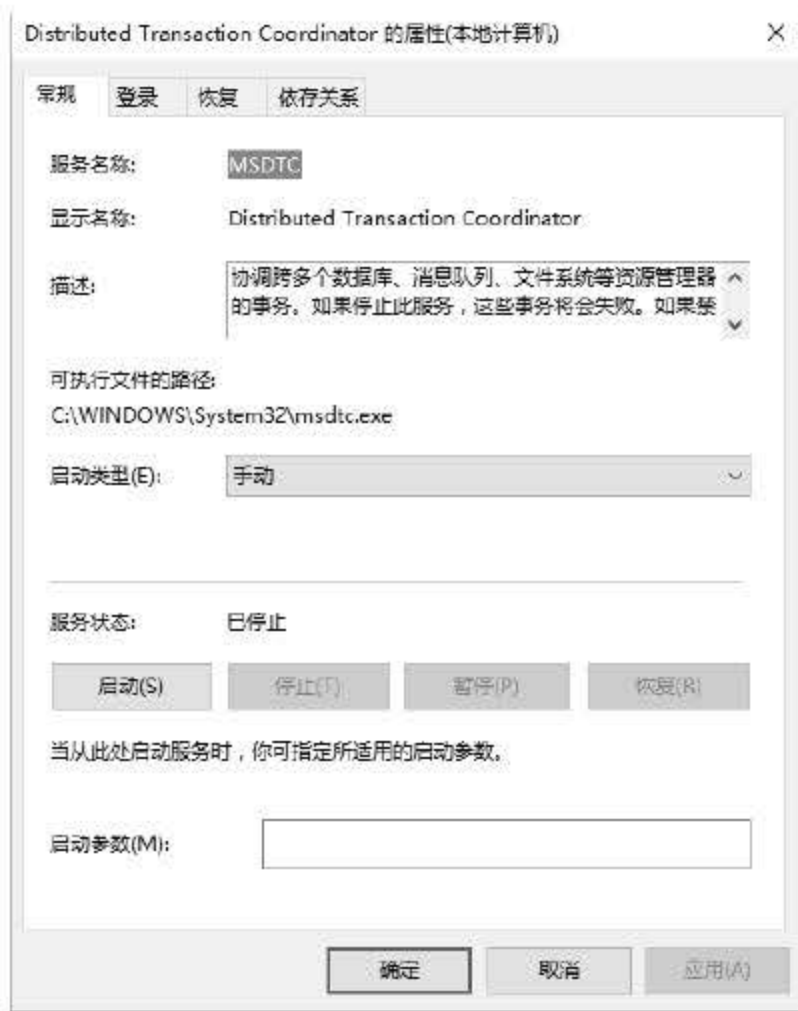 Distributed Transaction Coordinator 的属性(本地计算机)
常规 登录 恢复 依存关系
服务名称: MSDTC
显示名称: Distributed Transaction Coordinator
描述: 协调跨多个数据库、消息队列、文件系统等资源管理器
的事务。如果停止此服务，这些事务将会失败。如果禁
可执行文件的路径:
C:\WINDOWS\System32\msdtc.exe
启动类型(E): 手动
服务状态: 已停止
启动(S) 停止(T) 暂停(P) 恢复(R)
当从此处启动服务时，你可指定所适用的启动参数。
启动参数(M):
确定 取消 应用(A)